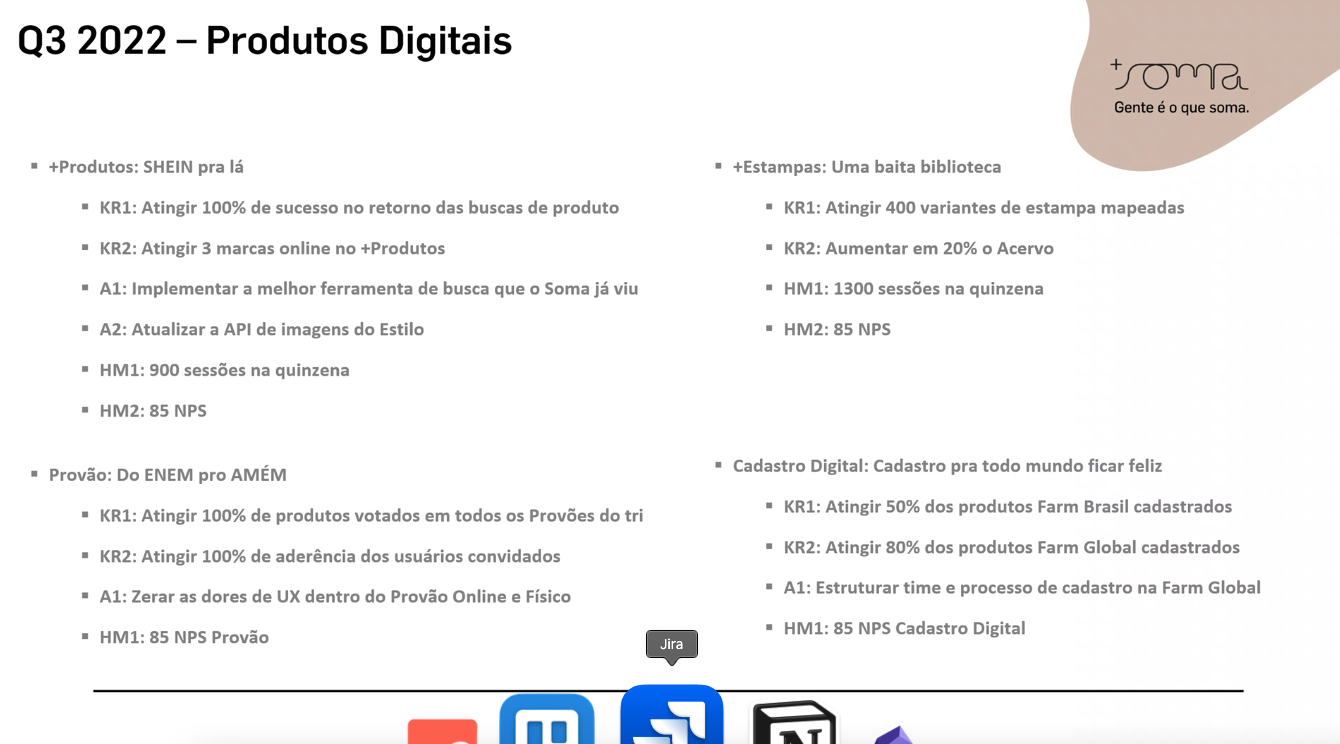 Q3 2022 – Produtos Digitais
+soma
Gente é o que soma.
+Produtos: SHEIN pra lá
KR1: Atingir 100% de sucesso no retorno das buscas de produto
KR2: Atingir 3 marcas online no +Produtos
A1: Implementar a melhor ferramenta de busca que o Soma já viu
A2: Atualizar a API de imagens do Estilo
HM1: 900 sessões na quinzena
HM2: 85 NPS
+Estampas: Uma baita biblioteca
KR1: Atingir 400 variantes de estampa mapeadas
KR2: Aumentar em 20% o Acervo
HM1: 1300 sessões na quinzena
HM2: 85 NPS
Provão: Do ENEM pro AMÉM
KR1: Atingir 100% de produtos votados em todos os Provões do tri
KR2: Atingir 100% de aderência dos usuários convidados
A1: Zerar as dores de UX dentro do Provão Online e Físico
HM1: 85 NPS Provão
Cadastro Digital: Cadastro pra todo mundo ficar feliz
KR1: Atingir 50% dos produtos Farm Brasil cadastrados
KR2: Atingir 80% dos produtos Farm Global cadastrados
A1: Estruturar time e processo de cadastro na Farm Global
HM1: 85 NPS Cadastro Digital
Jira
N